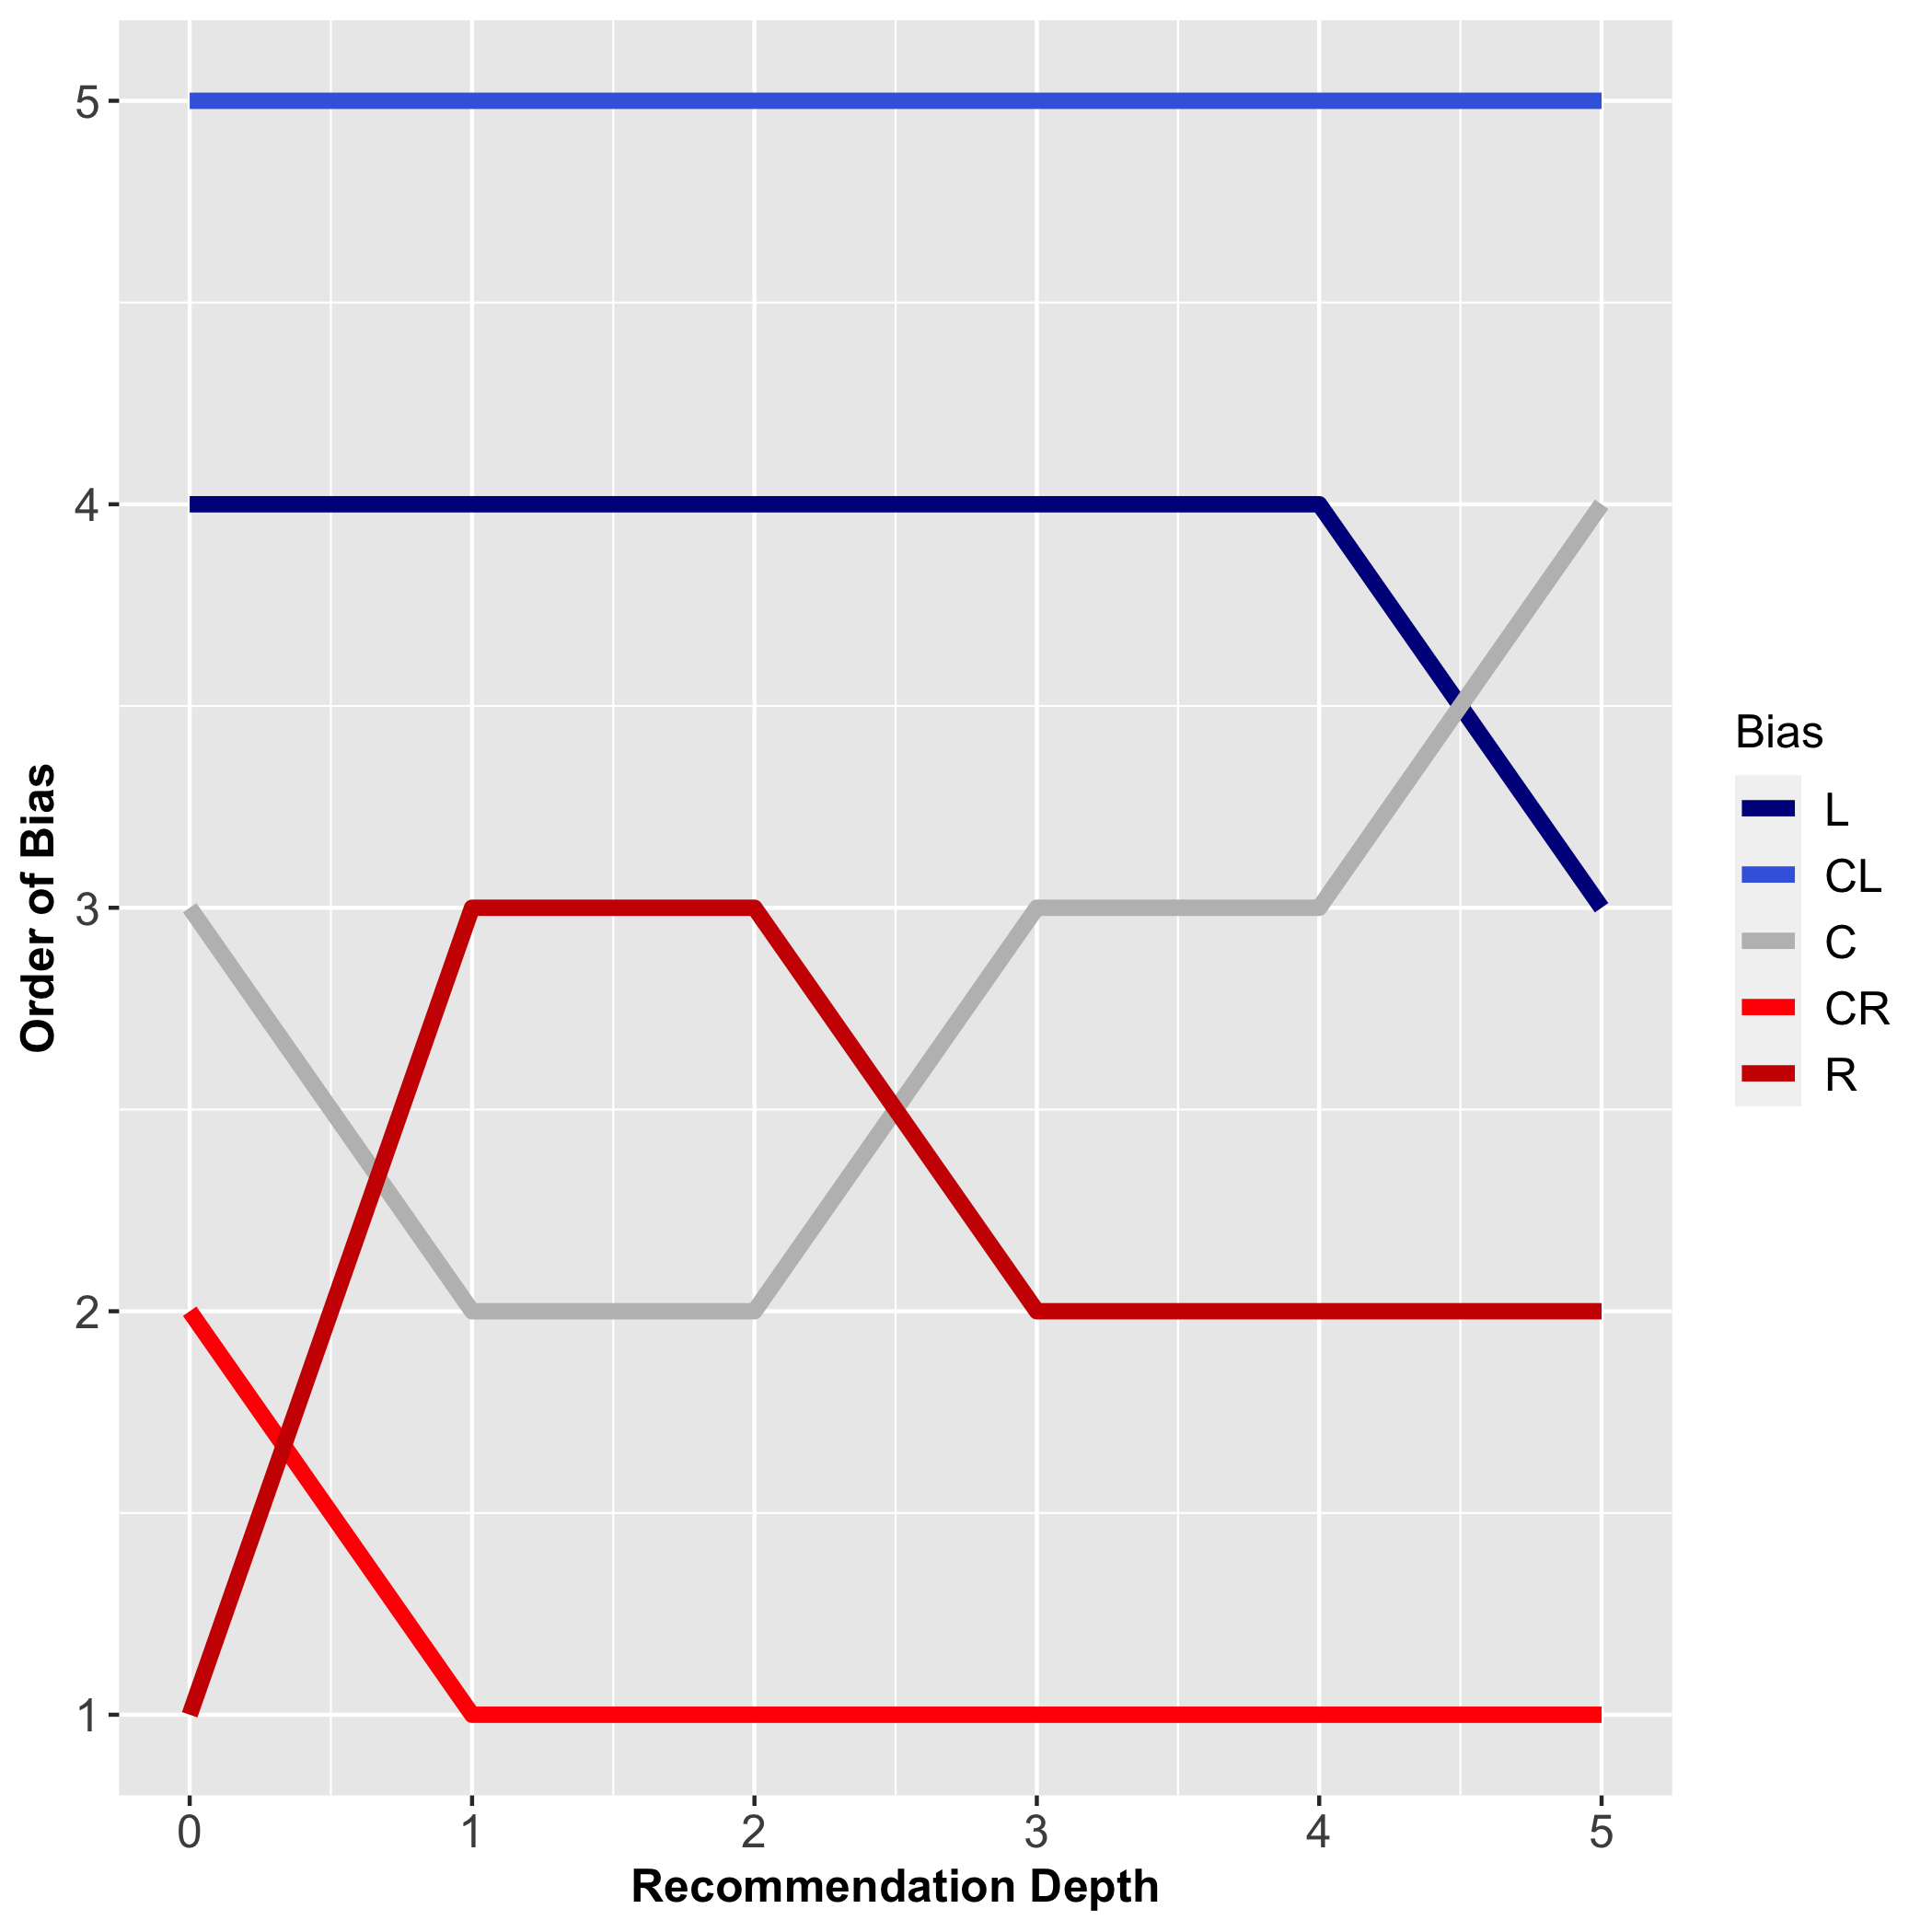 5
4
3
2
1
Order of Bias
0 1 2 3 4 5
Recommendation Depth
Bias
L
CL
C
CR
R